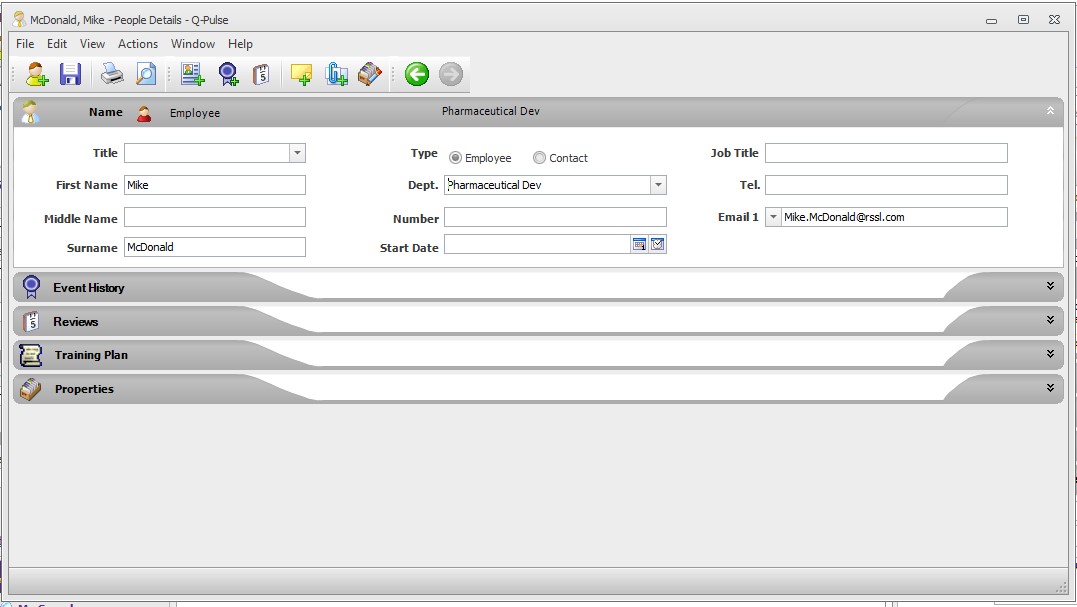 McDonald, Mike - People Details - Q-Pulse
File Edit View Actions Window Help
Name Employee Pharmaceutical Dev
Title Type Employee Contact Job Title
First Name Mike Dept. Pharmaceutical Dev Tel.
Middle Name Number Email 1 Mike.McDonald@rssl.com
Surname McDonald Start Date
Event History
Reviews
Training Plan
Properties